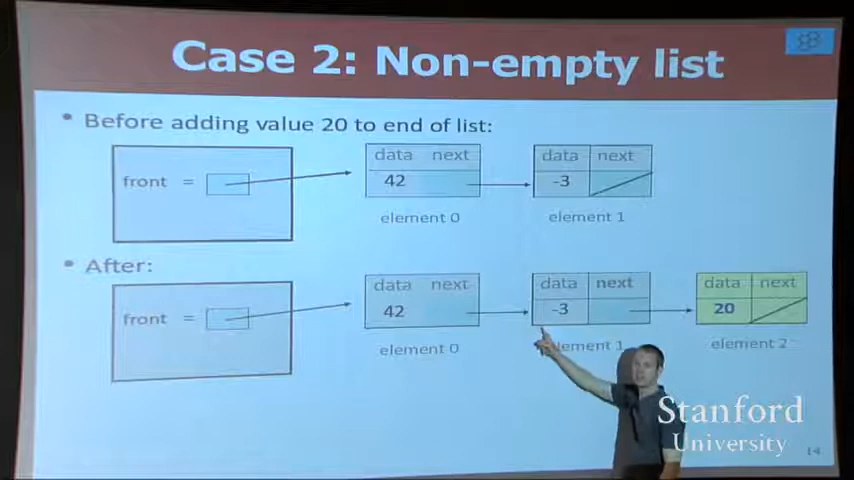 Case 2: Non-empty list
• Before adding value 20 to end of list:
data next data next
front = 42 -3
element 0 element 1
• After:
data next data next data next
front = 42 -3 20
element 0 element 1 element 2
Stanford
University
14